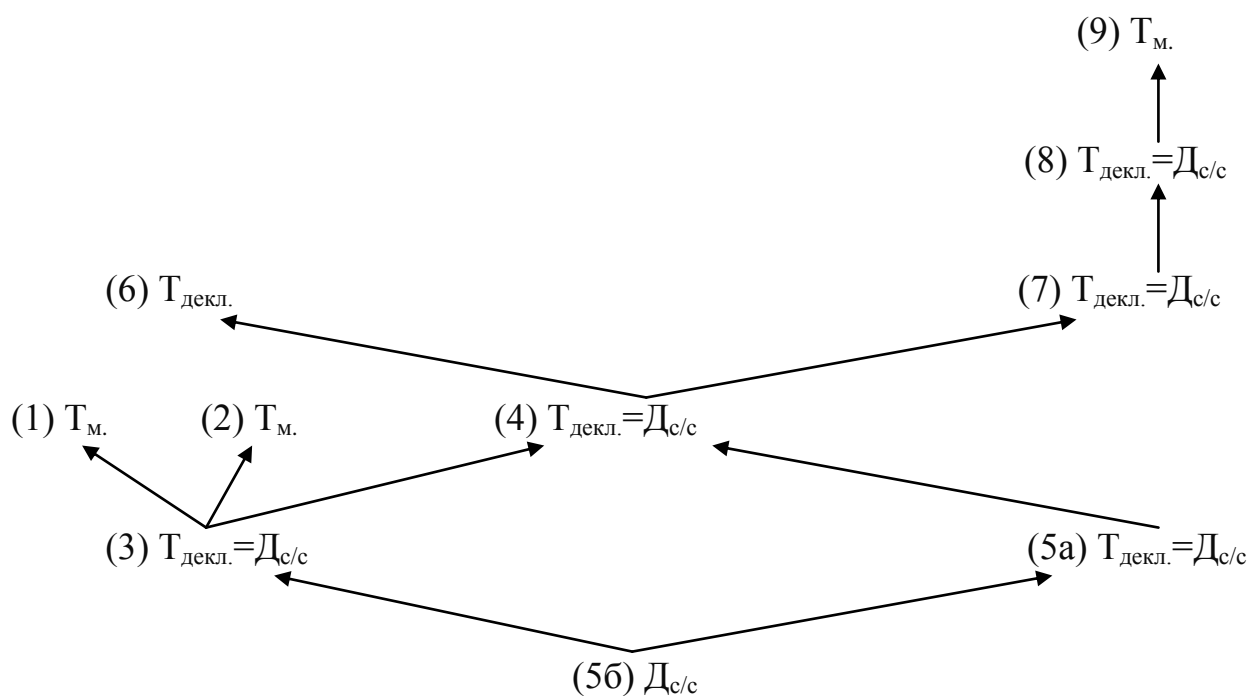 (9) Тм.
(8) Тдекл.=Дс/с
(6) Тдекл. (7) Тдекл.=Дс/с
(1) Тм. (2) Тм. (4) Тдекл.=Дс/с
(3) Тдекл.=Дс/с (5а) Тдекл.=Дс/с
(5б) Дс/с